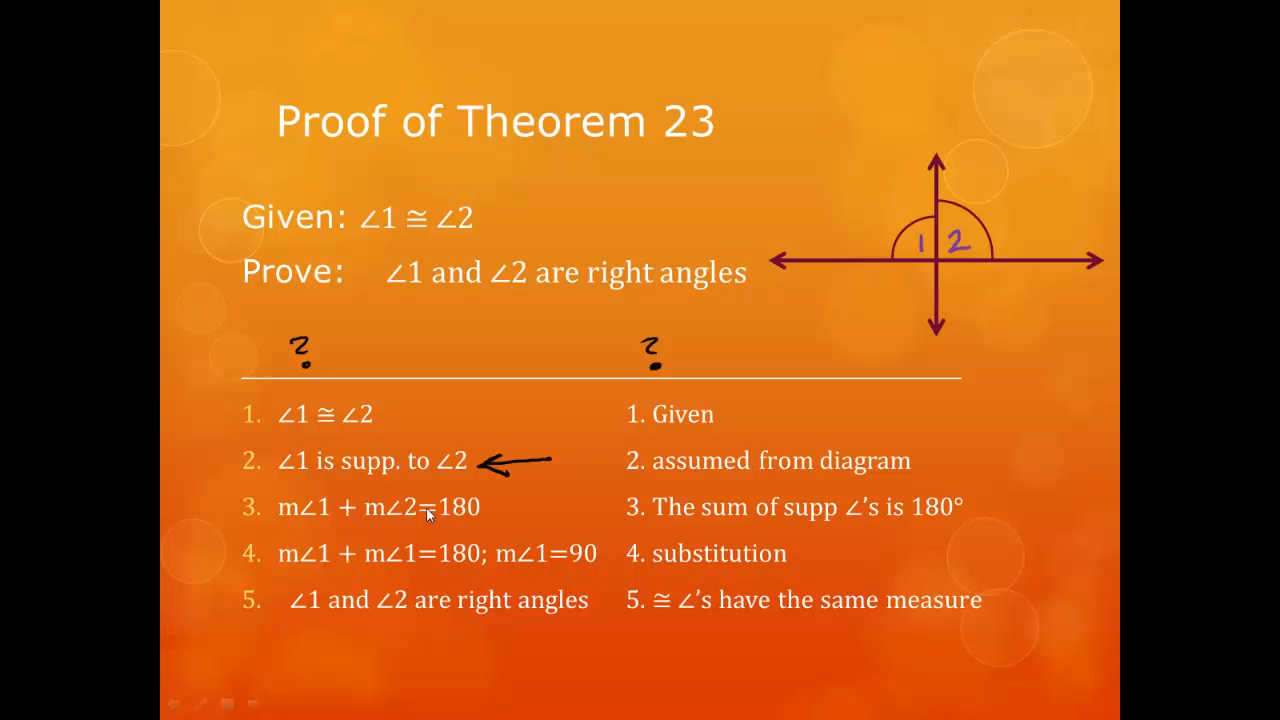 Proof of Theorem 23
Given: ∠1 ≅ ∠2
Prove: ∠1 and ∠2 are right angles
1 2
? ?
1. ∠1 ≅ ∠2 1. Given
2. ∠1 is supp. to ∠2 2. assumed from diagram
3. m∠1 + m∠2=180 3. The sum of supp ∠’s is 180°
4. m∠1 + m∠1=180; m∠1=90 4. substitution
5. ∠1 and ∠2 are right angles 5. ≅ ∠’s have the same measure